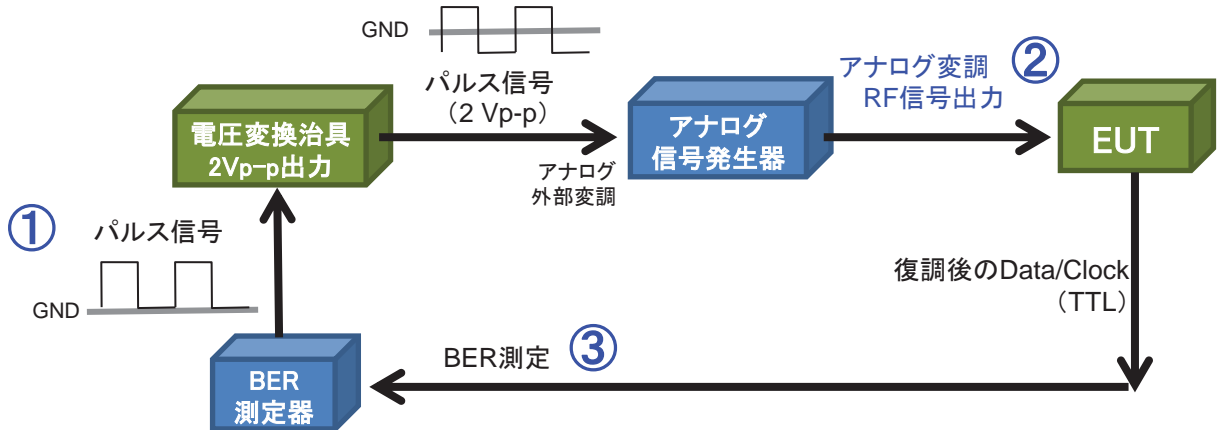 GND
パルス信号
（2 Vp-p）
アナログ変調
RF信号出力
②
電圧変換治具
2Vp-p出力
アナログ
信号発生器
EUT
アナログ
外部変調
①
パルス信号
GND
復調後のData/Clock
（TTL）
BER測定
③
BER
測定器